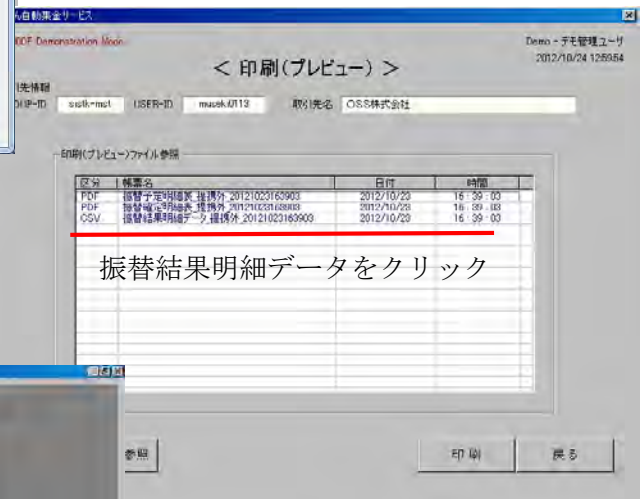 ん自動集金サービス
Demonstration Mode
Demo - デモ管理ユーザ
2012/10/24 125954
< 印刷(プレビュー) >
先情報
sistk-mst USER-ID museki0113 取引先名 OSS株式会社
印刷(プレビュー)ファイル参照
区分 帳票名 日付 時間
PDF 振替予定明細表_提携外_20121023163903 2012/10/23 16:39:03
PDF 振替確定明細表_提携外_20121023163903 2012/10/23 16:39:03
CSV 振替結果明細データ_提携外_20121023163903 2012/10/23 16:39:03
振替結果明細データをクリック
参照 印刷 戻る